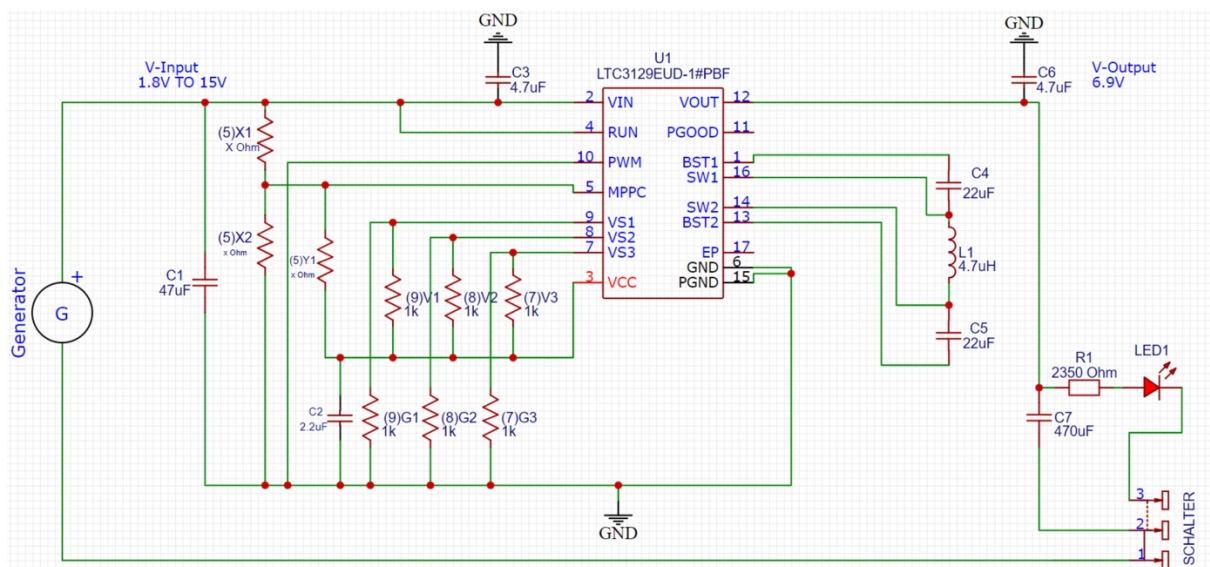 GND
GND
V-Input
1.8V TO 15V
C3
4.7uF
U1
LTC3129EUD-1#PBF
C6
4.7uF
V-Output
6.9V
2 VIN
VOUT 12
4 RUN
PGOOD 11
10 PWM
BST1 1
SW1 16
5 MPPC
SW2 14
9 VS1
BST2 13
8 VS2
7 VS3
EP 17
GND 6
3 VCC
PGND 15
(5)X1
X Ohm
(5)X2
x Ohm
(5)Y1
x Ohm
C4
22uF
L1
4.7uH
C5
22uF
C1
47uF
(9)V1
1k
(8)V2
1k
(7)V3
1k
Generator
+
G
C2
2.2uF
(9)G1
1k
(8)G2
1k
(7)G3
1k
R1
2350 Ohm
LED1
C7
470uF
GND
3
2
1
SCHALTER